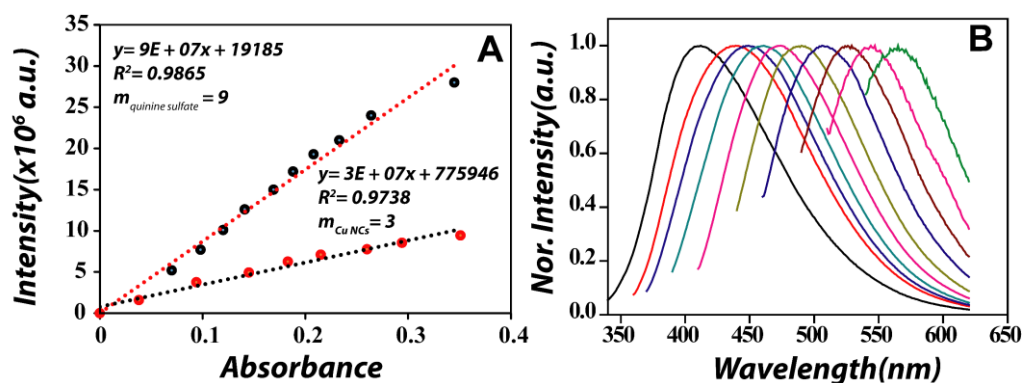 A
y= 9E + 07x + 19185
R²= 0.9865
m quinine sulfate = 9
y= 3E + 07x + 775946
R²= 0.9738
m Cu NCs = 3
Intensity(x10⁶ a.u.)
35
30
25
20
15
10
5
0
0 0.1 0.2 0.3 0.4
Absorbance
B
Nor. Intensity(a.u.)
1.0
0.8
0.6
0.4
0.2
0.0
350 400 450 500 550 600 650
Wavelength(nm)